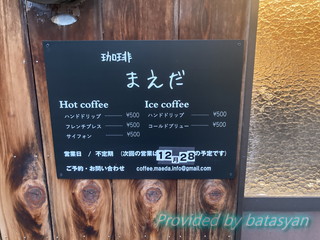 珈琲
まえだ
Hot coffee
ハンドドリップ ¥500
フレンチプレス ¥500
サイフォン ¥500
Ice coffee
ハンドドリップ ¥500
コールドブリュー ¥500
営業日 / 不定期 (次回の営業は12月28の予定です)
ご予約・お問い合わせ coffee.maeda.info@gmail.com
Provided by batasyan